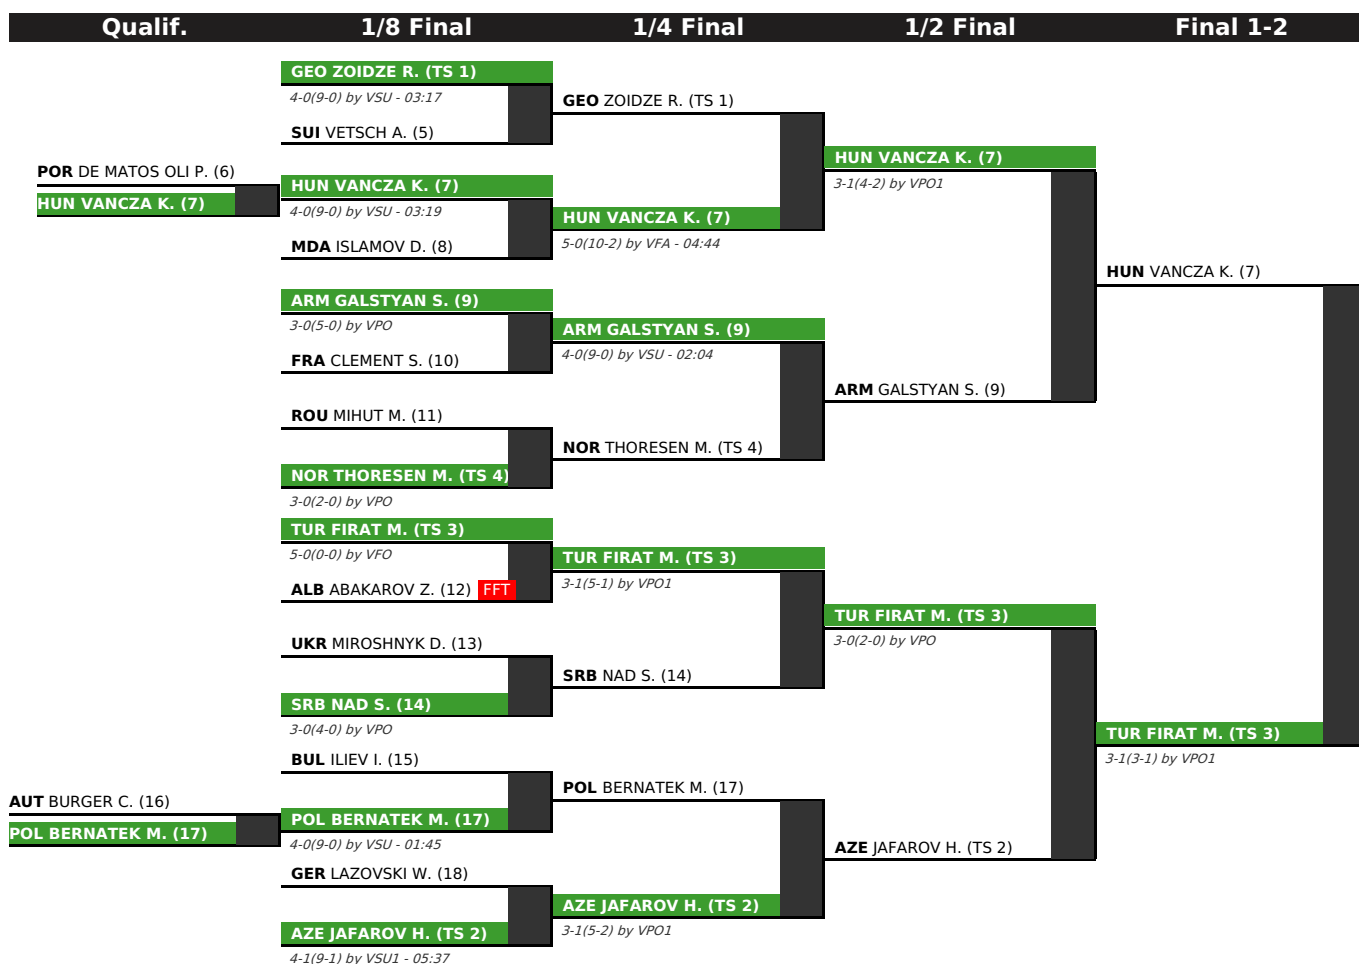 Qualif.
1/8 Final
1/4 Final
1/2 Final
Final 1-2
POR DE MATOS OLI P. (6)
HUN VANCZA K. (7)
AUT BURGER C. (16)
POL BERNATEK M. (17)
GEO ZOIDZE R. (TS 1)
4-0(9-0) by VSU - 03:17
SUI VETSCH A. (5)
HUN VANCZA K. (7)
4-0(9-0) by VSU - 03:19
MDA ISLAMOV D. (8)
ARM GALSTYAN S. (9)
3-0(5-0) by VPO
FRA CLEMENT S. (10)
ROU MIHUT M. (11)
NOR THORESEN M. (TS 4)
3-0(2-0) by VPO
TUR FIRAT M. (TS 3)
5-0(0-0) by VFO
ALB ABAKAROV Z. (12) FFT
UKR MIROSHNYK D. (13)
SRB NAD S. (14)
3-0(4-0) by VPO
BUL ILIEV I. (15)
POL BERNATEK M. (17)
4-0(9-0) by VSU - 01:45
GER LAZOVSKI W. (18)
AZE JAFAROV H. (TS 2)
4-1(9-1) by VSU1 - 05:37
GEO ZOIDZE R. (TS 1)
HUN VANCZA K. (7)
5-0(10-2) by VFA - 04:44
ARM GALSTYAN S. (9)
4-0(9-0) by VSU - 02:04
NOR THORESEN M. (TS 4)
TUR FIRAT M. (TS 3)
3-1(5-1) by VPO1
SRB NAD S. (14)
POL BERNATEK M. (17)
AZE JAFAROV H. (TS 2)
3-1(5-2) by VPO1
HUN VANCZA K. (7)
3-1(4-2) by VPO1
ARM GALSTYAN S. (9)
TUR FIRAT M. (TS 3)
3-0(2-0) by VPO
AZE JAFAROV H. (TS 2)
HUN VANCZA K. (7)
TUR FIRAT M. (TS 3)
3-1(3-1) by VPO1